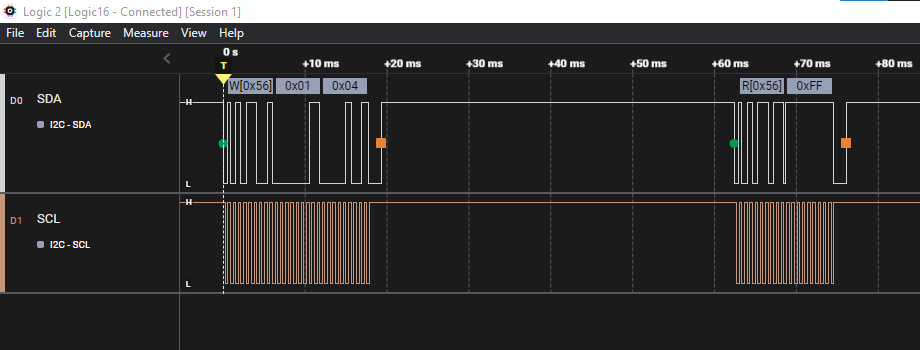 Logic 2 [Logic16 - Connected] [Session 1]
File Edit Capture Measure View Help
0 s
T
+10 ms +20 ms +30 ms +40 ms +50 ms +60 ms +70 ms +80 ms
W[0x56] 0x01 0x04 R[0x56] 0xFF
D0 SDA H
I2C - SDA
L
D1 SCL H
I2C - SCL
L